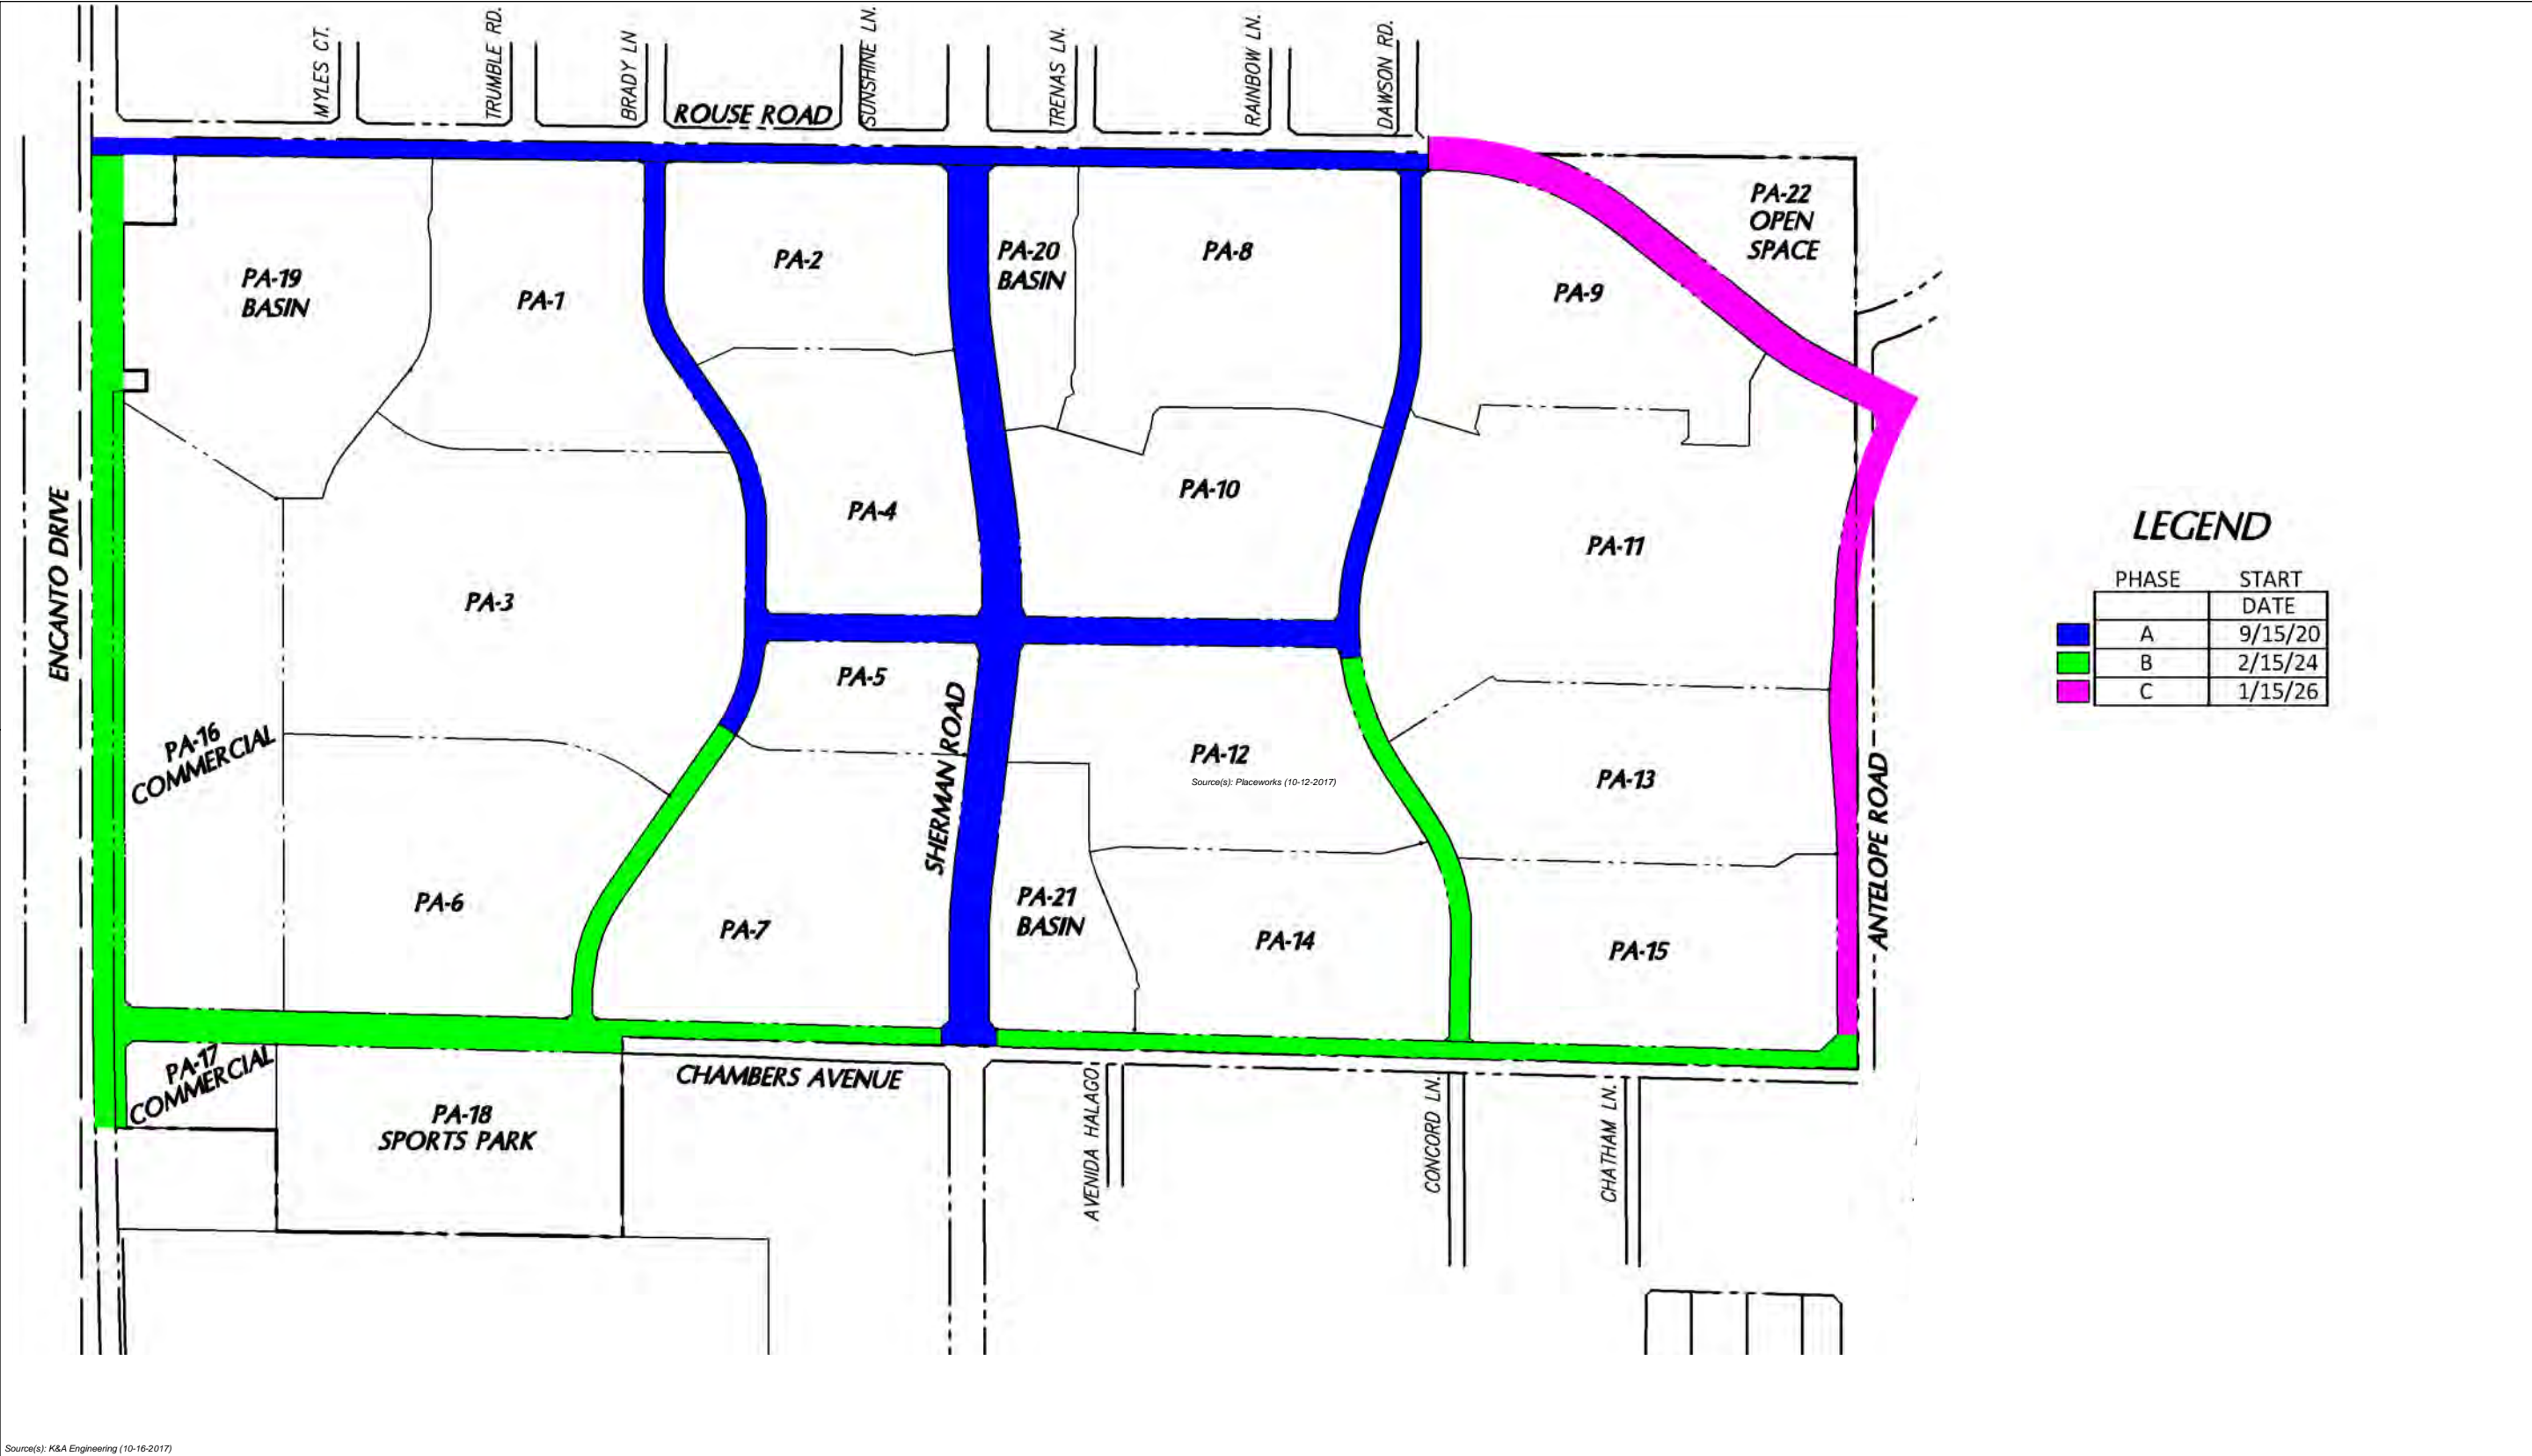 MYLES CT.
TRUMBLE RD.
BRADY LN
SUNSHINE LN.
TRENAS LN.
RAINBOW LN.
DAWSON RD.
ROUSE ROAD
PA-19
BASIN
PA-1
PA-2
PA-20
BASIN
PA-8
PA-9
PA-22
OPEN
SPACE
ENCANTO DRIVE
PA-3
PA-4
PA-10
PA-11
LEGEND
PHASE START
DATE
A 9/15/20
B 2/15/24
C 1/15/26
PA-16
COMMERCIAL
PA-5
SHERMAN ROAD
PA-12
Source(s): Placeworks (10-12-2017)
PA-13
ANTELOPE ROAD
PA-6
PA-7
PA-21
BASIN
PA-14
PA-15
PA-17
COMMERCIAL
CHAMBERS AVENUE
PA-18
SPORTS PARK
AVENIDA HALAGO
CONCORD LN.
CHATHAM LN.
Source(s): K&A Engineering (10-16-2017)